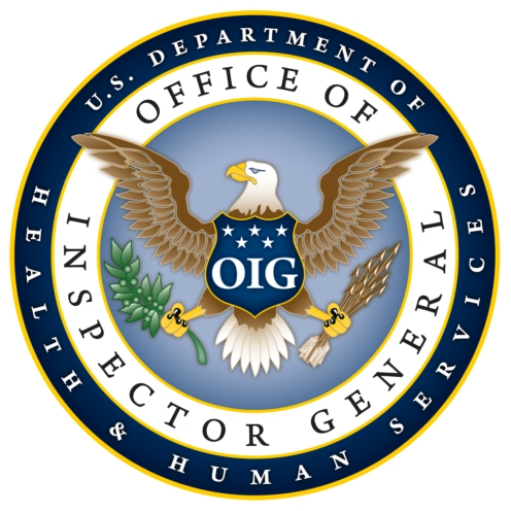 U.S. DEPARTMENT OF
HEALTH & HUMAN SERVICES
OFFICE OF
INSPECTOR GENERAL
OIG